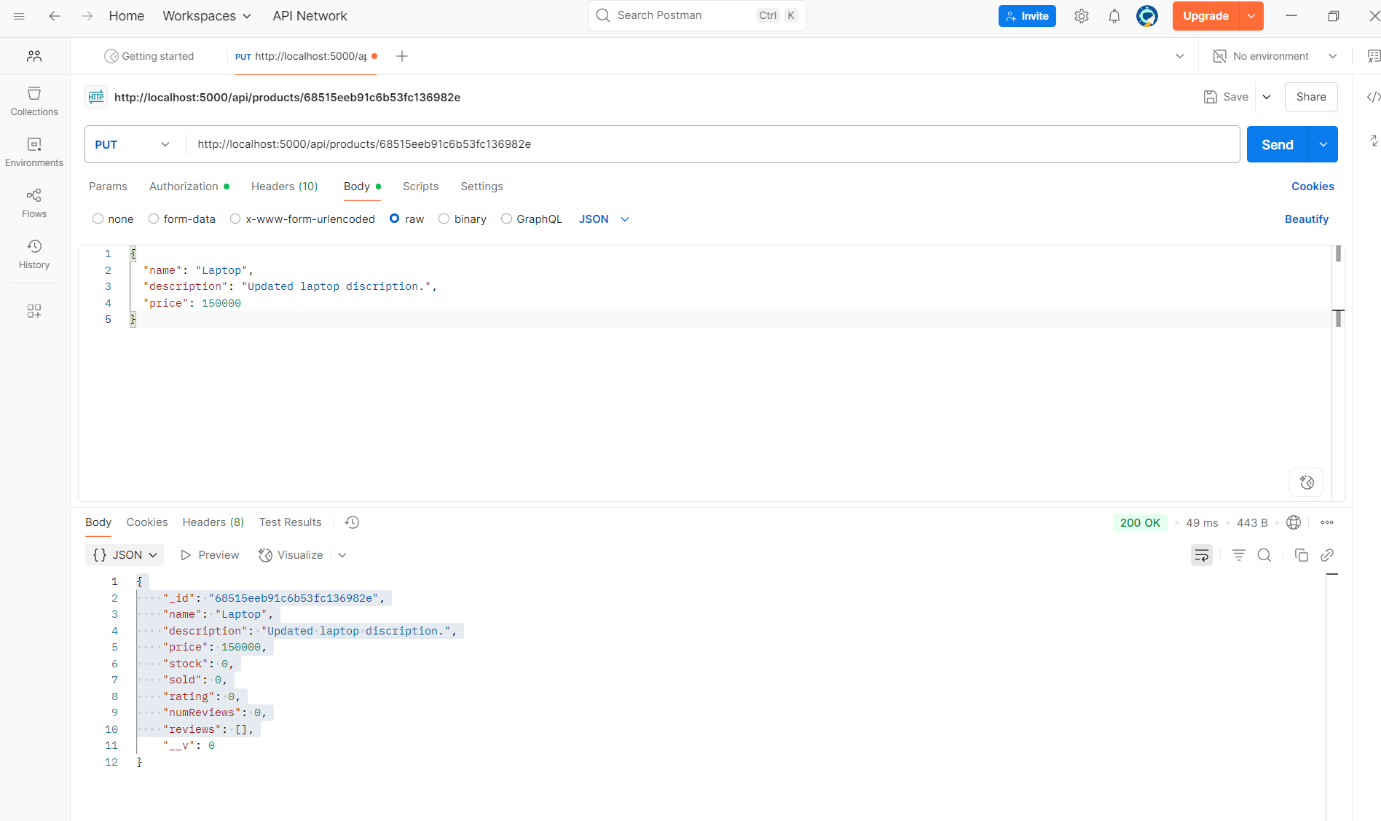 Home Workspaces API Network Search Postman Ctrl K Invite Upgrade
Getting started PUT http://localhost:5000/ap No environment
HTTP http://localhost:5000/api/products/68515eeb91c6b53fc136982e Save Share
Collections
Environments
Flows
History
PUT http://localhost:5000/api/products/68515eeb91c6b53fc136982e Send
Params Authorization Headers (10) Body Scripts Settings Cookies
none form-data x-www-form-urlencoded raw binary GraphQL JSON Beautify
1 {
2 "name": "Laptop",
3 "description": "Updated laptop discription.",
4 "price": 150000
5 }
Body Cookies Headers (8) Test Results 200 OK • 49 ms • 443 B
{} JSON Preview Visualize
1 {
2 "_id": "68515eeb91c6b53fc136982e",
3 "name": "Laptop",
4 "description": "Updated laptop discription.",
5 "price": 150000,
6 "stock": 0,
7 "sold": 0,
8 "rating": 0,
9 "numReviews": 0,
10 "reviews": [],
11 "__v": 0
12 }